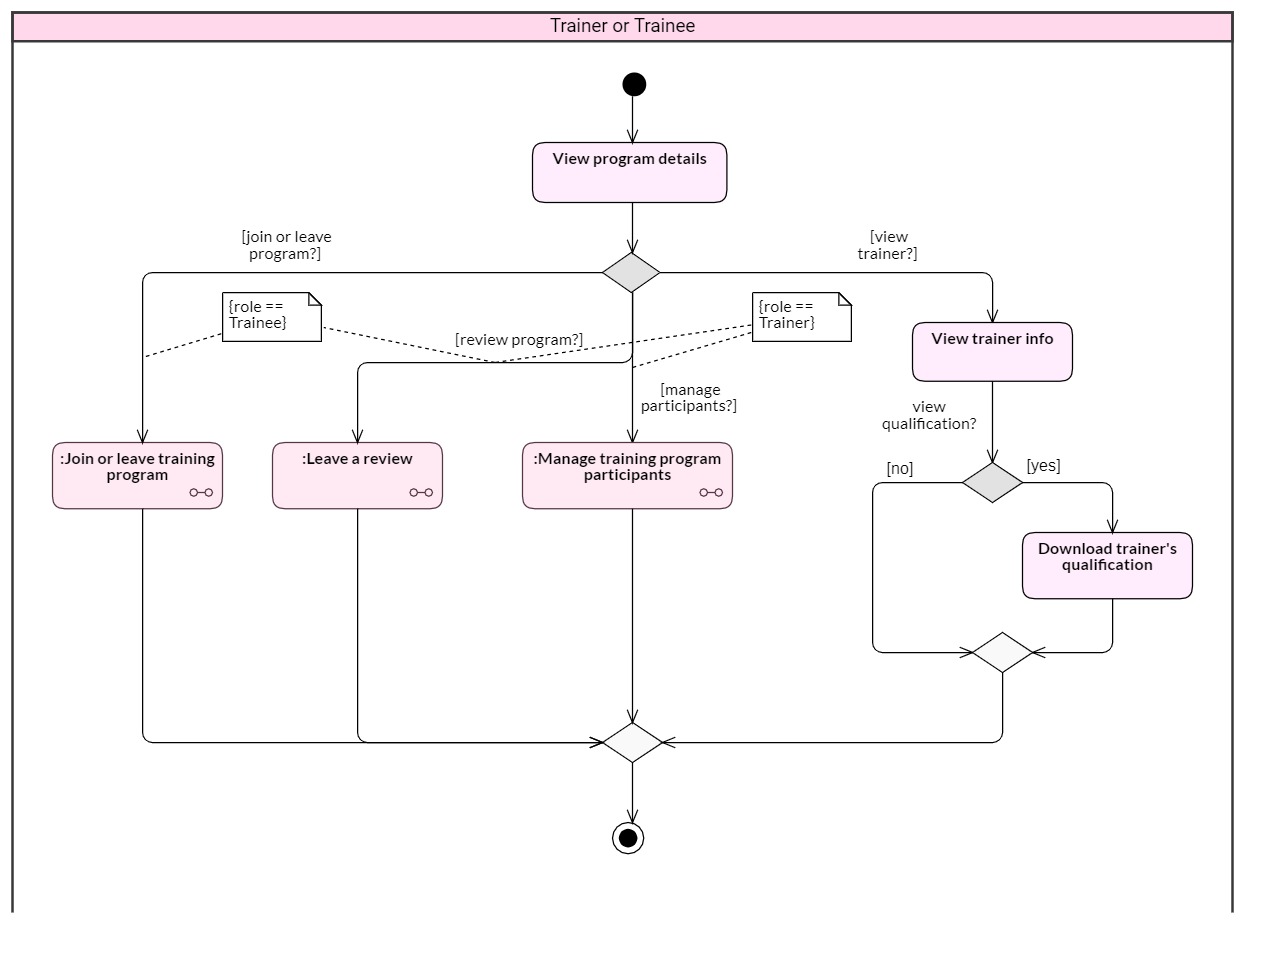 Trainer or Trainee
View program details
[join or leave
program?]
[view
trainer?]
{role ==
Trainee}
{role ==
Trainer}
[review program?]
View trainer info
[manage
participants?]
view
qualification?
:Join or leave training
program
:Leave a review
:Manage training program
participants
[no]
[yes]
Download trainer's
qualification